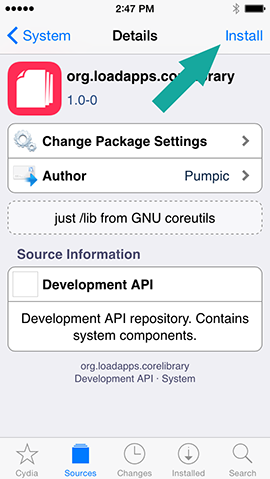 2:47 PM
System
Details
Install
org.loadapps.corelibrary
1.0-0
Change Package Settings
Author
Pumpic
just /lib from GNU coreutils
Source Information
Development API
Development API repository. Contains
system components.
org.loadapps.corelibrary
Development API · System
Cydia
Sources
Changes
Installed
Search